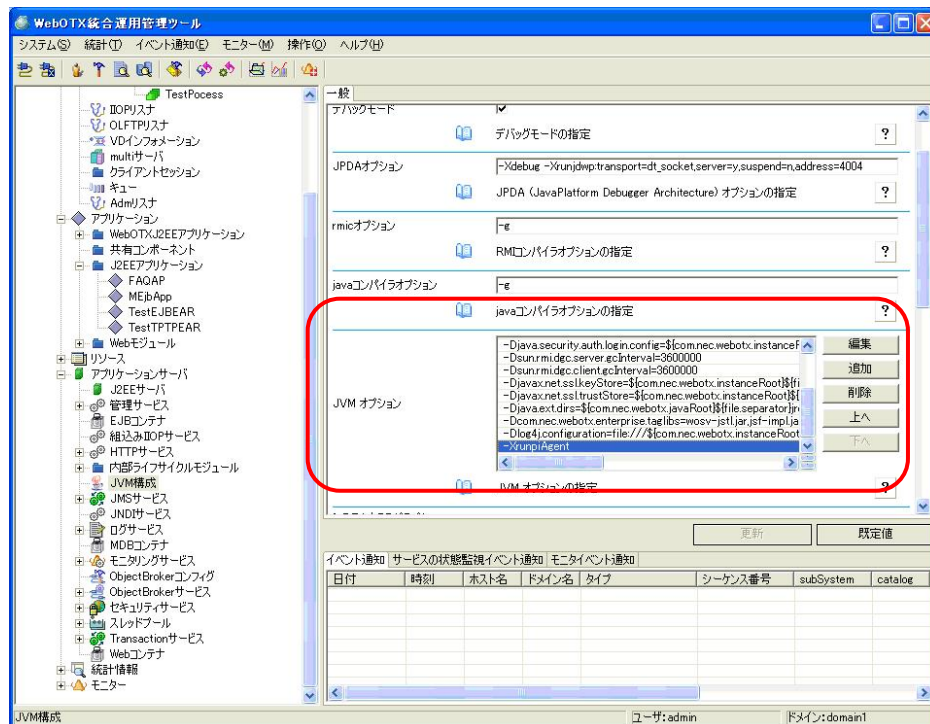 WebOTX統合運用管理ツール
システム(S) 統計(T) イベント通知(E) モニター(M) 操作(O) ヘルプ(H)
TestPocess
IIOPリスナ
OLFTPリスナ
VDインフォメーション
multiサーバ
クライアントセッション
キュー
Admリスナ
アプリケーション
WebOTXJ2EEアプリケーション
共有コンポーネント
J2EEアプリケーション
FAQAP
MEjbApp
TestEJBEAR
TestTPTPEAR
Webモジュール
リソース
アプリケーションサーバ
J2EEサーバ
管理サービス
EJBコンテナ
組込みIIOPサービス
HTTPサービス
内部ライフサイクルモジュール
JVM構成
JMSサービス
JNDIサービス
ログサービス
MDBコンテナ
モニタリングサービス
ObjectBrokerコンフィグ
ObjectBrokerサービス
セキュリティサービス
スレッドプール
Transactionサービス
Webコンテナ
統計情報
モニター
一般
デバッグモード
デバッグモードの指定 ?
JPDAオプション -Xdebug -Xrunjdwp:transport=dt_socket,server=y,suspend=n,address=4004
JPDA (JavaPlatform Debugger Architecture) オプションの指定 ?
rmicオプション -g
RMIコンパイラオプションの指定 ?
javaコンパイラオプション -g
javaコンパイラオプションの指定 ?
JVM オプション
-Djava.security.auth.login.config=${com.nec.webotx.instanceF
-Dsun.rmi.dgc.server.gcInterval=3600000
-Dsun.rmi.dgc.client.gcInterval=3600000
-Djavax.net.ssl.keyStore=${com.nec.webotx.instanceRoot}${fi
-Djavax.net.ssl.trustStore=${com.nec.webotx.instanceRoot}${
-Djava.ext.dirs=${com.nec.webotx.javaRoot}${file.separator}jr
-Dcom.nec.webotx.enterprise.taglibs=wosv-jstl.jar,jsf-impl.ja
-Dlog4j.configuration=file:///${com.nec.webotx.instanceRoot
-XrunpiAgent
編集
追加
削除
上へ
下へ
JVM オプションの指定 ?
更新 既定値
イベント通知 サービスの状態監視イベント通知 モニタイベント通知
日付 時刻 ホスト名 ドメイン名 タイプ シーケンス番号 subSystem catalog
JVM構成 ユーザ:admin ドメイン:domain1